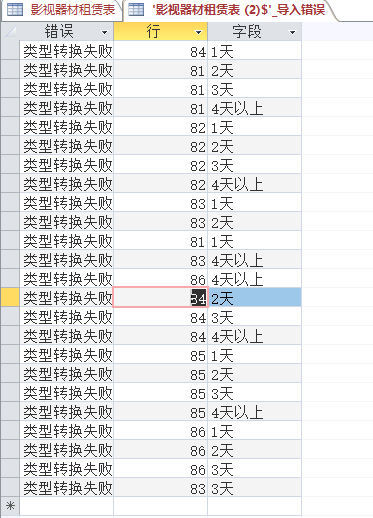 影视器材租赁表 '影视器材租赁表 (2)$'_导入错误
错误 行 字段
类型转换失败 84 1天
类型转换失败 81 2天
类型转换失败 81 3天
类型转换失败 81 4天以上
类型转换失败 82 1天
类型转换失败 82 2天
类型转换失败 82 3天
类型转换失败 82 4天以上
类型转换失败 83 1天
类型转换失败 83 2天
类型转换失败 81 1天
类型转换失败 83 4天以上
类型转换失败 86 4天以上
类型转换失败 84 2天
类型转换失败 84 3天
类型转换失败 84 4天以上
类型转换失败 85 1天
类型转换失败 85 2天
类型转换失败 85 3天
类型转换失败 85 4天以上
类型转换失败 86 1天
类型转换失败 86 2天
类型转换失败 86 3天
类型转换失败 83 3天